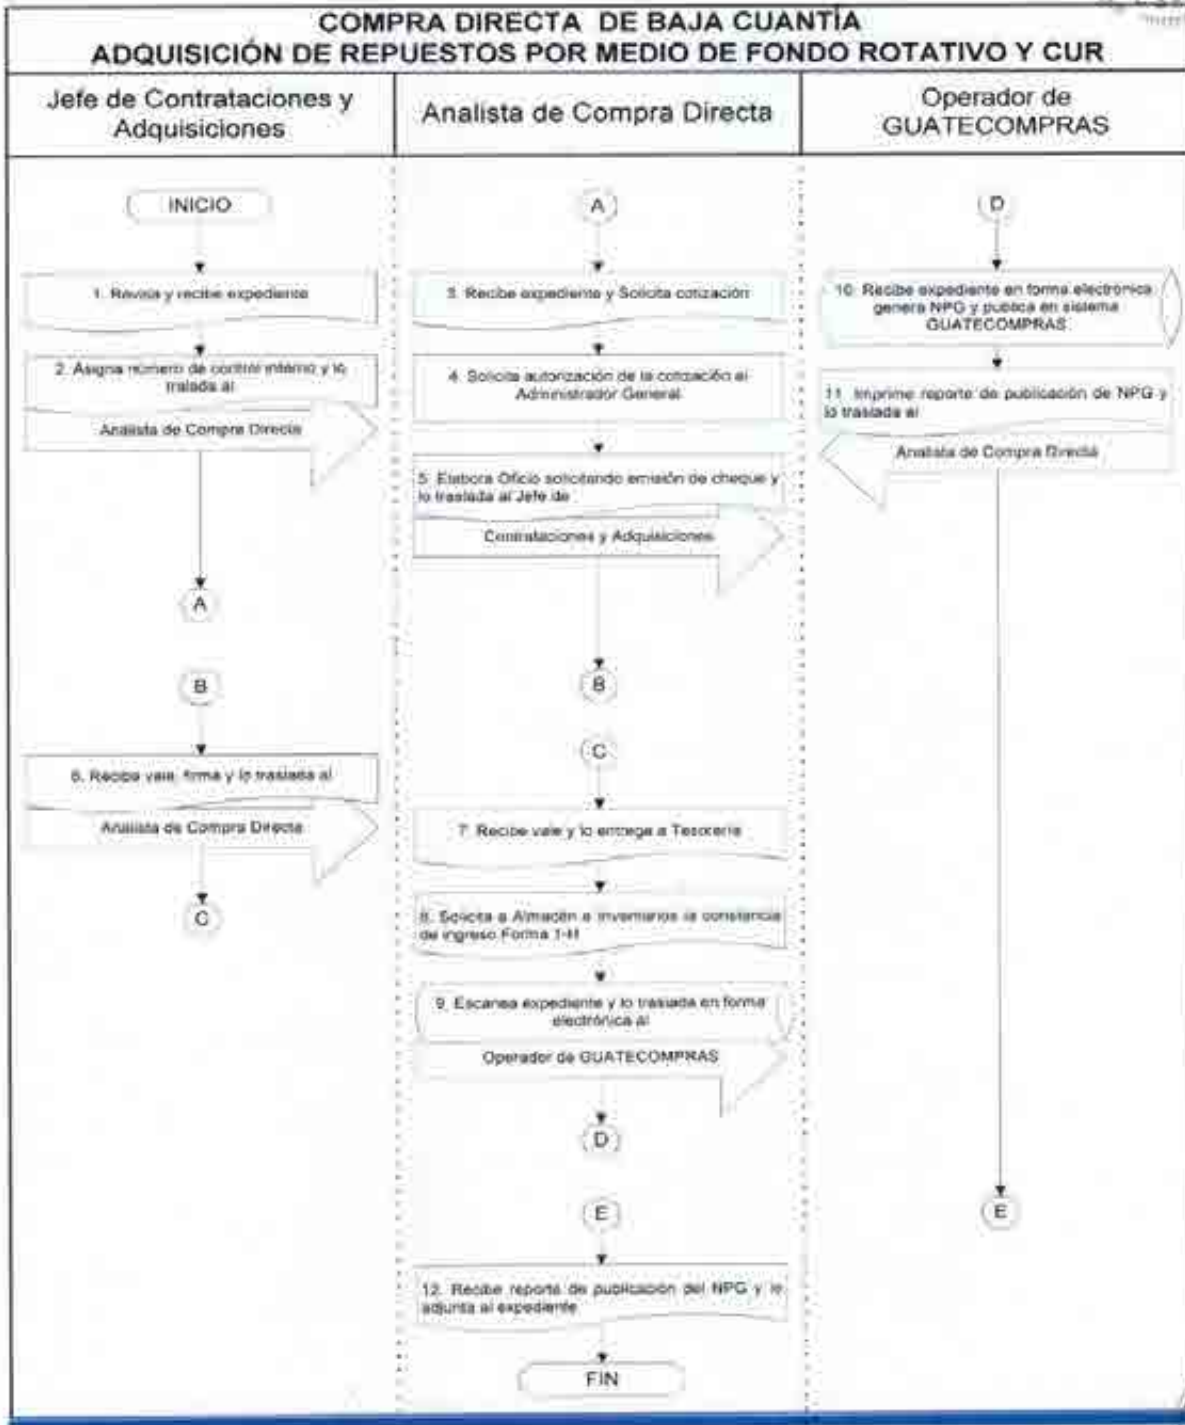 COMPRA DIRECTA DE BAJA CUANTÍA
ADQUISICIÓN DE REPUESTOS POR MEDIO DE FONDO ROTATIVO Y CUR
Jefe de Contrataciones y
Adquisiciones
INICIO
1. Revisa y recibe expediente
2. Asigna número de control interno y lo
tralada al
Analista de Compra Directa
A
B
6. Recibe vale, firma y lo traslada al
Analista de Compra Directa
C
Analista de Compra Directa
A
3. Recibe expediente y Solicita cotización
4. Solicita autorización de la cotización al
Administrador General
5. Elabora Oficio solicitando emisión de cheque y
lo traslada al Jefe de
Contrataciones y Adquisiciones
B
C
7. Recibe vale y lo entrega a Tesorería
8. Solicita a Almacén e Inventarios la constancia
de ingreso Forma 1-H
9. Escanea expediente y lo traslada en forma
electrónica al
Operador de GUATECOMPRAS
D
E
12. Recibe reporte de publicación del NPG y lo
adjunta al expediente
FIN
Operador de
GUATECOMPRAS
D
10. Recibe expediente en forma electrónica
genera NPG y publica en sistema
GUATECOMPRAS
11. Imprime reporte de publicación de NPG y
lo traslada al
Analista de Compra Directa
E